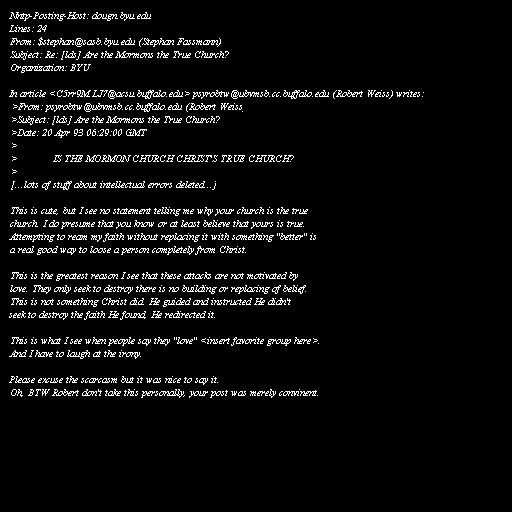 Nntp-Posting-Host: dougn.byu.edu
Lines: 24
From: $stephan@sasb.byu.edu (Stephan Fassmann)
Subject: Re: [lds] Are the Mormons the True Church?
Organization: BYU

In article <C5rr9M.LJ7@acsu.buffalo.edu> psyrobtw@ubvmsb.cc.buffalo.edu (Robert Weiss) writes:
>From: psyrobtw@ubvmsb.cc.buffalo.edu (Robert Weiss)
>Subject: [lds] Are the Mormons the True Church?
>Date: 20 Apr 93 06:29:00 GMT
>
> IS THE MORMON CHURCH CHRIST'S TRUE CHURCH?
>
[...lots of stuff about intellectual errors deleted...]

This is cute, but I see no statement telling me why your church is the true
church. I do presume that you know or at least believe that yours is true.
Attempting to ream my faith without replacing it with something "better" is
a real good way to loose a person completely from Christ.

This is the greatest reason I see that these attacks are not motivated by
love. They only seek to destroy there is no building or replacing of belief.
This is not something Christ did. He guided and instructed He didn't
seek to destroy the faith He found, He redirected it.

This is what I see when people say they "love" <insert favorite group here>.
And I have to laugh at the irony.

Please excuse the scarcasm but it was nice to say it.
Oh, BTW Robert don't take this personally, your post was merely convinent.